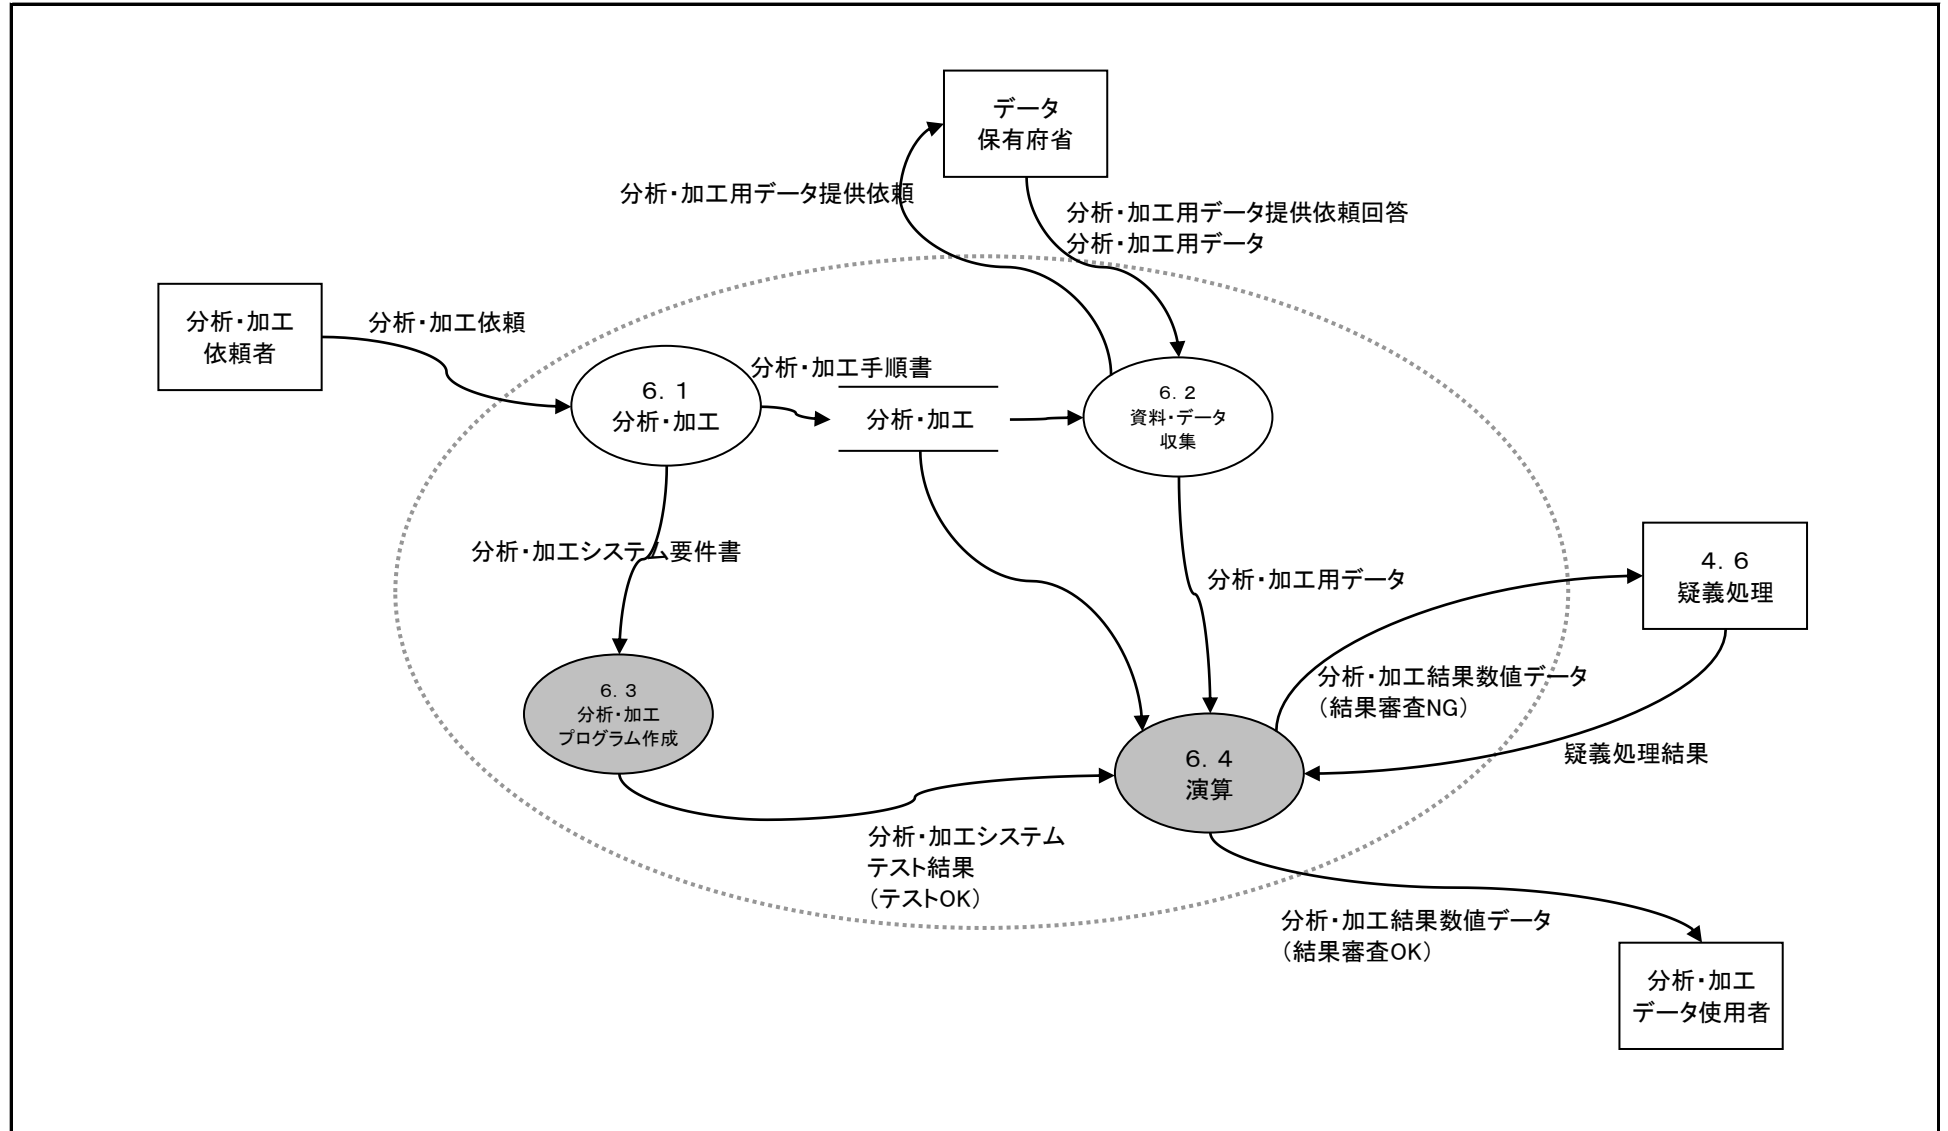 データ
保有府省
分析・加工用データ提供依頼
分析・加工用データ提供依頼回答
分析・加工用データ
分析・加工
依頼者
分析・加工依頼
6．1
分析・加工
分析・加工手順書
分析・加工
6．2
資料・データ
収集
分析・加工システム要件書
分析・加工用データ
4．6
疑義処理
6．3
分析・加工
プログラム作成
分析・加工結果数値データ
（結果審査NG）
6．4
演算
疑義処理結果
分析・加工システム
テスト結果
（テストOK）
分析・加工結果数値データ
（結果審査OK）
分析・加工
データ使用者